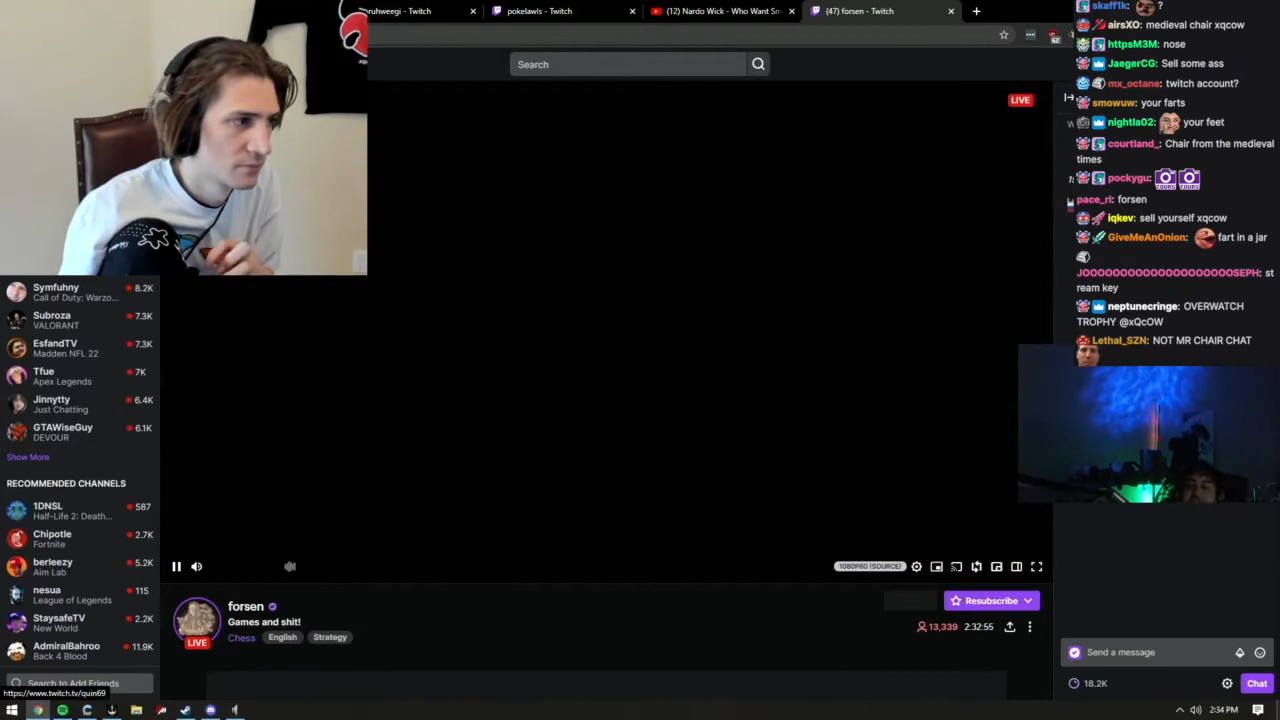 oruhweegi - Twitch
pokelawls - Twitch
(12) Nardo Wick - Who Want Sm
(47) forsen - Twitch
Search
LIVE
skaff1k: ?
airsXO: medieval chair xqcow
httpsM3M: nose
JaegerCG: Sell some ass
mx_octane: twitch account?
smowuw: your farts
nightla02: your feet
courtland_: Chair from the medieval
times
pockygu:
pace_rl: forsen
iqkev: sell yourself xqcow
GiveMeAnOnion: fart in a jar
JOOOOOOOOOOOOOOOOOOOSEPH: st
ream key
neptunecringe: OVERWATCH
TROPHY @xQcOW
Lethal_SZN: NOT MR CHAIR CHAT
Symfuhny 8.2K
Call of Duty: Warzo...
Subroza 7.3K
VALORANT
EsfandTV 7.3K
Madden NFL 22
Tfue 7K
Apex Legends
Jinnytty 6.4K
Just Chatting
GTAWiseGuy 6.1K
DEVOUR
Show More
RECOMMENDED CHANNELS
1DNSL 587
Half-Life 2: Death...
Chipotle 2.7K
Fortnite
berleezy 5.2K
Aim Lab
nesua 115
League of Legends
StaysafeTV 2.2K
New World
AdmiralBahroo 11.9K
Back 4 Blood
Search to Add Friends
https://www.twitch.tv/quin69
1080P60 (SOURCE)
forsen
Games and shit!
Chess English Strategy
LIVE
Resubscribe
13,339 2:32:55
Send a message
18.2K
Chat
2:34 PM